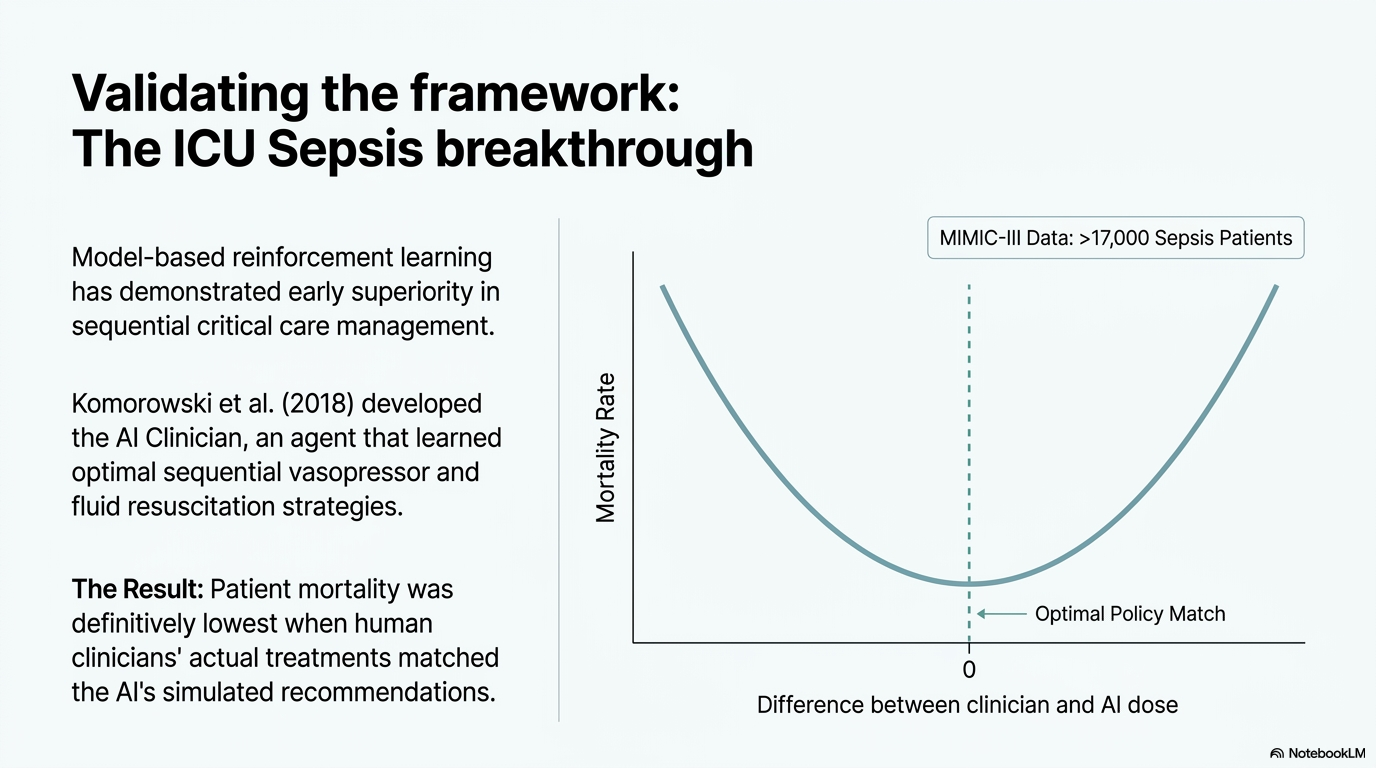 Validating the framework:
The ICU Sepsis breakthrough
Model-based reinforcement learning
has demonstrated early superiority in
sequential critical care management.
Komorowski et al. (2018) developed
the AI Clinician, an agent that learned
optimal sequential vasopressor and
fluid resuscitation strategies.
The Result: Patient mortality was
definitively lowest when human
clinicians' actual treatments matched
the AI's simulated recommendations.
MIMIC-III Data: >17,000 Sepsis Patients
Mortality Rate
Optimal Policy Match
0
Difference between clinician and AI dose
NotebookLM